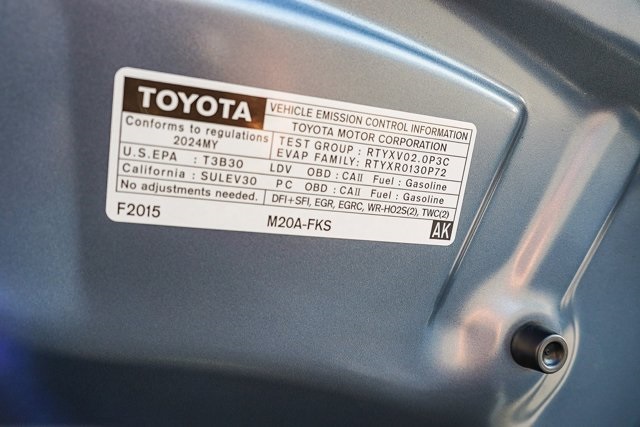 TOYOTA VEHICLE EMISSION CONTROL INFORMATION
TOYOTA MOTOR CORPORATION
Conforms to regulations
2024MY
TEST GROUP : RTYXV02.0P3C
EVAP FAMILY: RTYXR0130P72
U.S.EPA : T3B30 LDV OBD : CAII Fuel : Gasoline
California : SULEV30 PC OBD : CAII Fuel : Gasoline
No adjustments needed. DFI+SFI, EGR, EGRC, WR-HO2S(2), TWC(2)
F2015 M20A-FKS AK